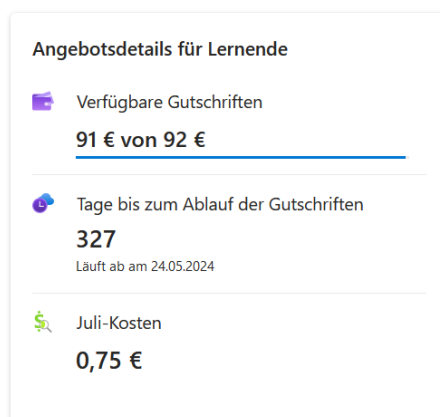 Angebotsdetails für Lernende
Verfügbare Gutschriften
91 € von 92 €
Tage bis zum Ablauf der Gutschriften
327
Läuft ab am 24.05.2024
Juli-Kosten
0,75 €